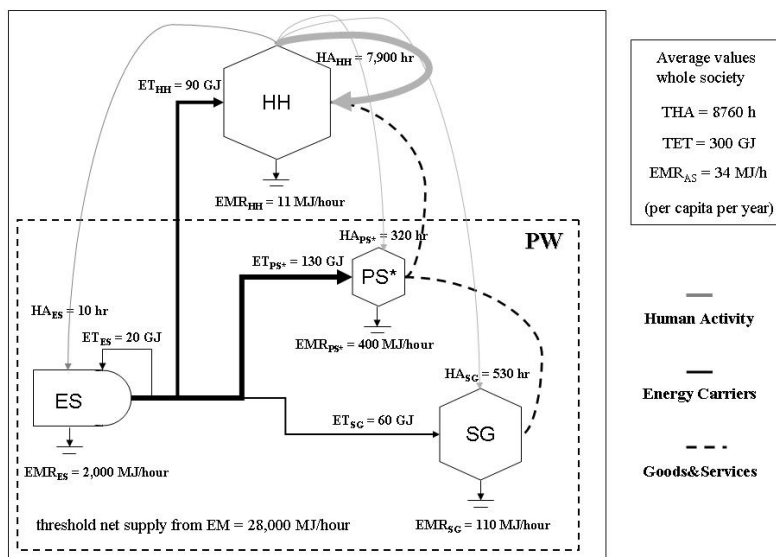 HA_HH = 7,900 hr
ET_HH = 90 GJ
HH
EMR_HH = 11 MJ/hour
PW
HA_PS* = 320 hr
ET_PS* = 130 GJ
PS*
EMR_PS* = 400 MJ/hour
HA_ES = 10 hr
ET_ES = 20 GJ
ES
EMR_ES = 2,000 MJ/hour
HA_SG = 530 hr
ET_SG = 60 GJ
SG
EMR_SG = 110 MJ/hour
threshold net supply from EM = 28,000 MJ/hour
Average values
whole society
THA = 8760 h
TET = 300 GJ
EMR_AS = 34 MJ/h
(per capita per year)
Human Activity
Energy Carriers
Goods&Services